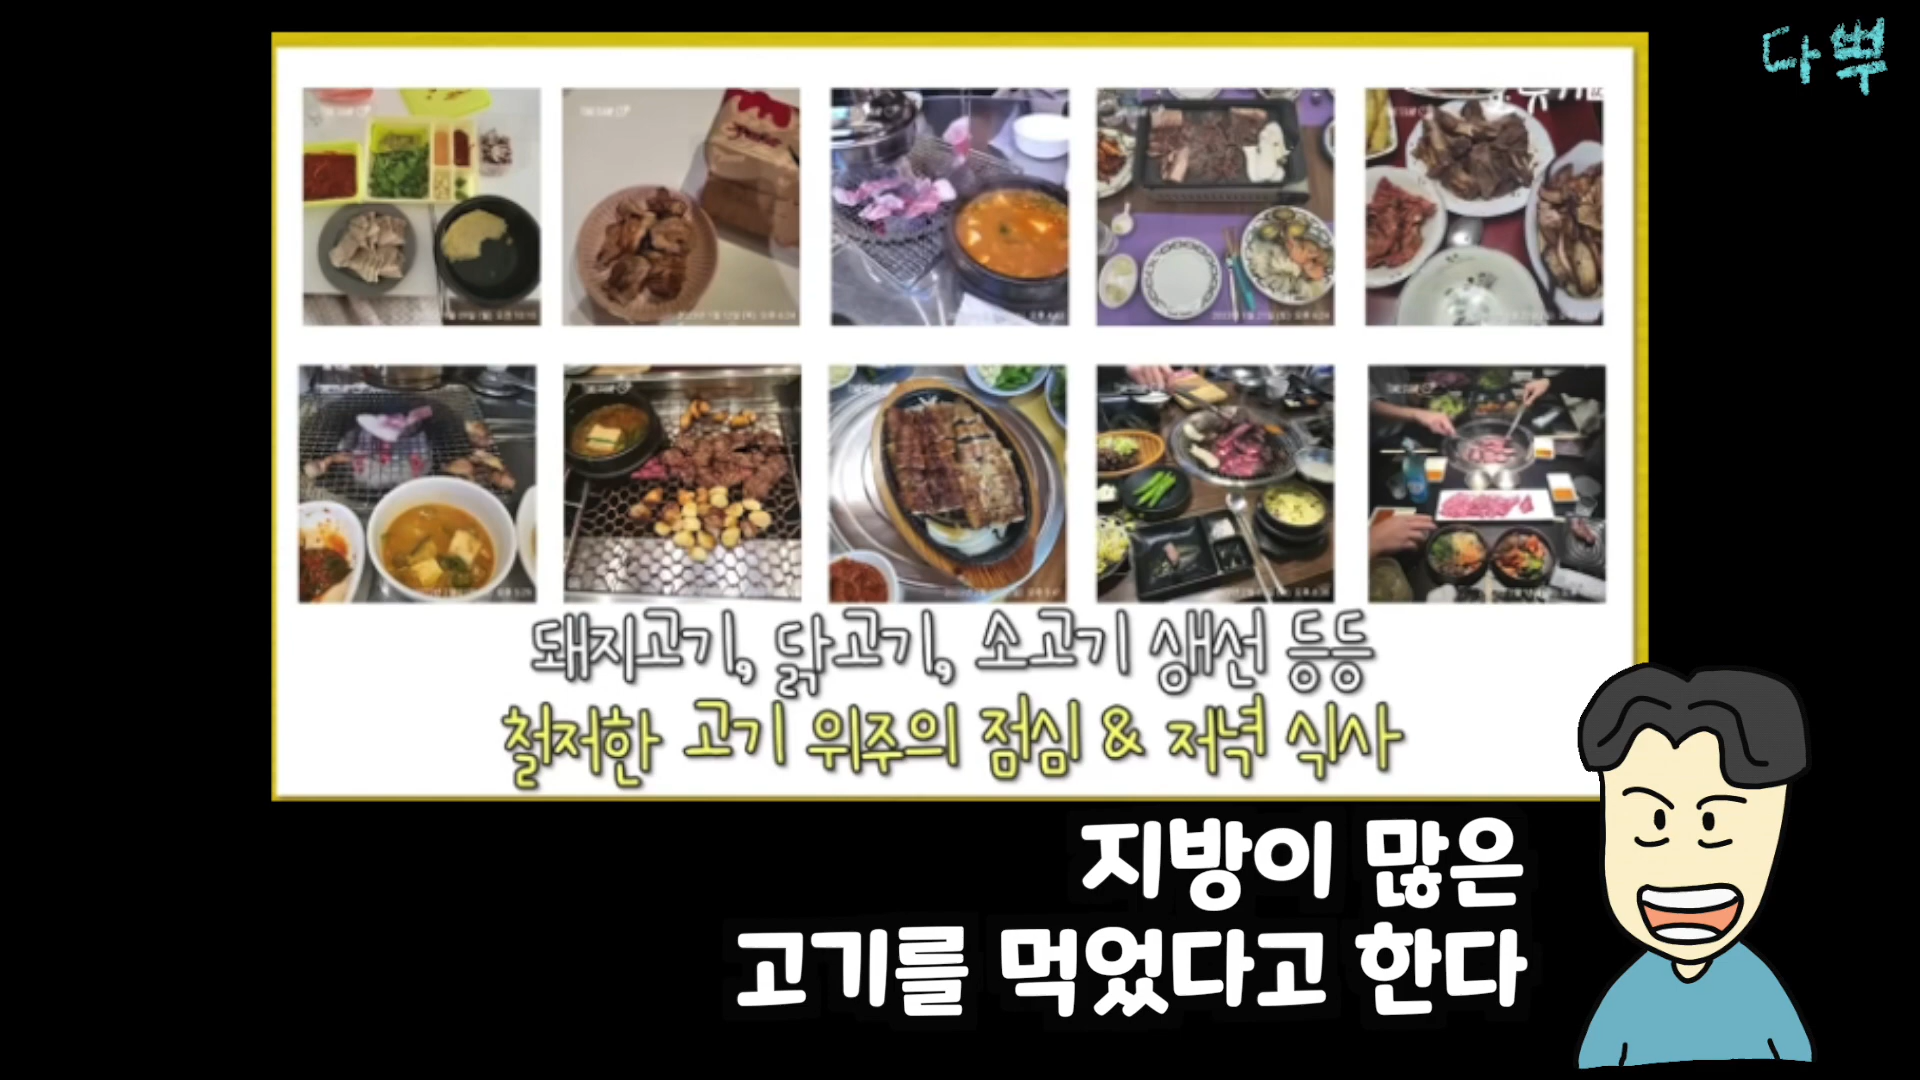 다뿌
돼지고기, 닭고기, 소고기 생선 등등
철저한 고기 위주의 점심 & 저녁 식사
지방이 많은
고기를 먹었다고 한다